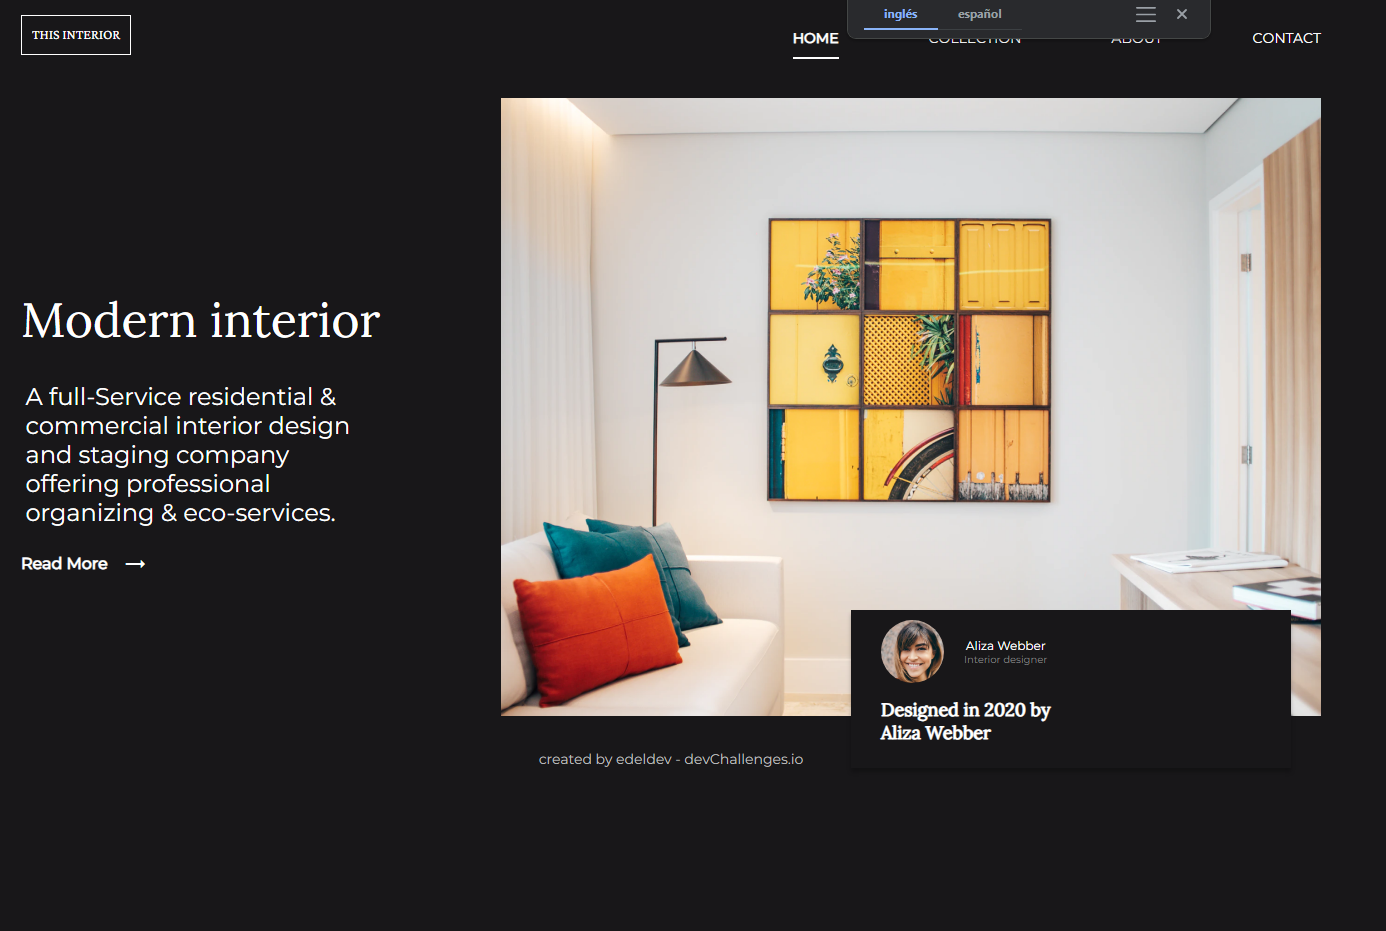 THIS INTERIOR
inglés español
HOME COLLECTION ABOUT CONTACT
Modern interior
A full-Service residential &
commercial interior design
and staging company
offering professional
organizing & eco-services.
Read More
Aliza Webber
Interior designer
Designed in 2020 by
Aliza Webber
created by edeldev - devChallenges.io